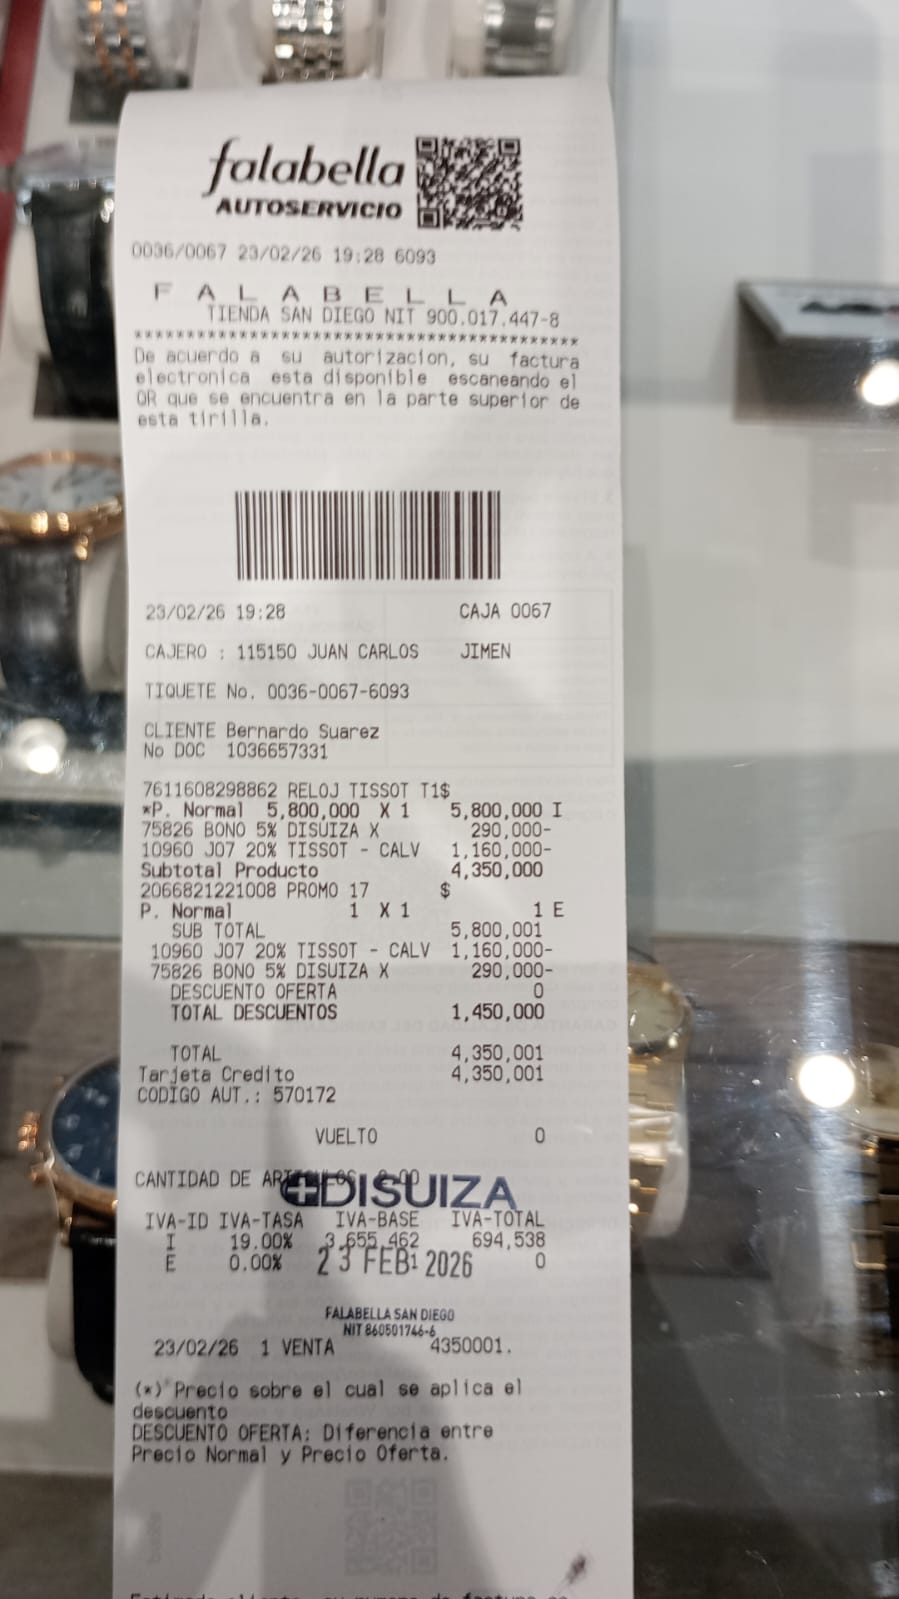 falabella
AUTOSERVICIO
0036/0067 23/02/26 19:28 6093
F A L A B E L L A
TIENDA SAN DIEGO NIT 900.017.447-8
******************************************
De acuerdo a su autorizacion, su factura
electronica esta disponible escaneando el
QR que se encuentra en la parte superior de
esta tirilla.
23/02/26 19:28 CAJA 0067
CAJERO : 115150 JUAN CARLOS JIMEN
TIQUETE No. 0036-0067-6093
CLIENTE Bernardo Suarez
No DOC 1036657331
7611608298862 RELOJ TISSOT T1$
*P. Normal 5,800,000 X 1 5,800,000 I
75826 BONO 5% DISUIZA X 290,000-
10960 J07 20% TISSOT - CALV 1,160,000-
Subtotal Producto 4,350,000
2066821221008 PROMO 17 $
P. Normal 1 X 1 1 E
SUB TOTAL 5,800,001
10960 J07 20% TISSOT - CALV 1,160,000-
75826 BONO 5% DISUIZA X 290,000-
DESCUENTO OFERTA 0
TOTAL DESCUENTOS 1,450,000
TOTAL 4,350,001
Tarjeta Credito 4,350,001
CODIGO AUT.: 570172
VUELTO 0
CANTIDAD DE
DISUIZA
IVA-ID IVA-TASA IVA-BASE IVA-TOTAL
I 19.00% 3,655,462 694,538
E 0.00% 1 0
23 FEB 2026
FALABELLA SAN DIEGO
NIT 860501746-6
23/02/26 1 VENTA 4350001.
(*) Precio sobre el cual se aplica el
descuento
DESCUENTO OFERTA: Diferencia entre
Precio Normal y Precio Oferta.